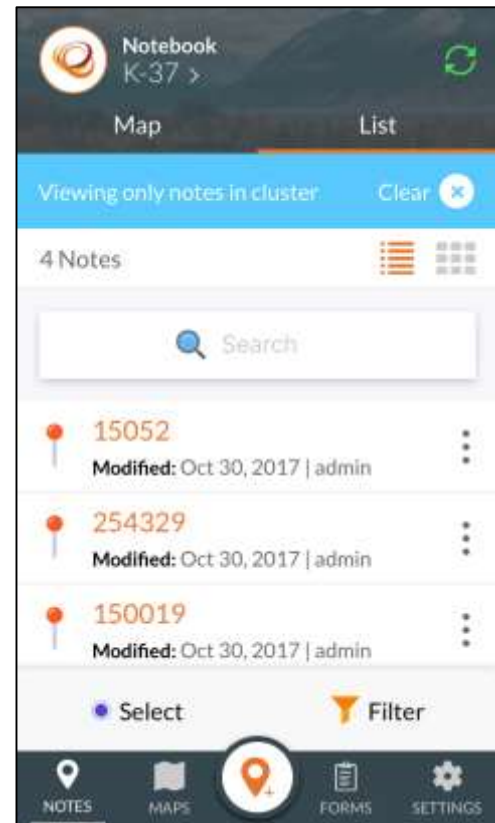 Notebook
K-37 >
Map List
Viewing only notes in cluster Clear
4 Notes
Search
15052
Modified: Oct 30, 2017 | admin
254329
Modified: Oct 30, 2017 | admin
150019
Modified: Oct 30, 2017 | admin
Select Filter
NOTES MAPS FORMS SETTINGS